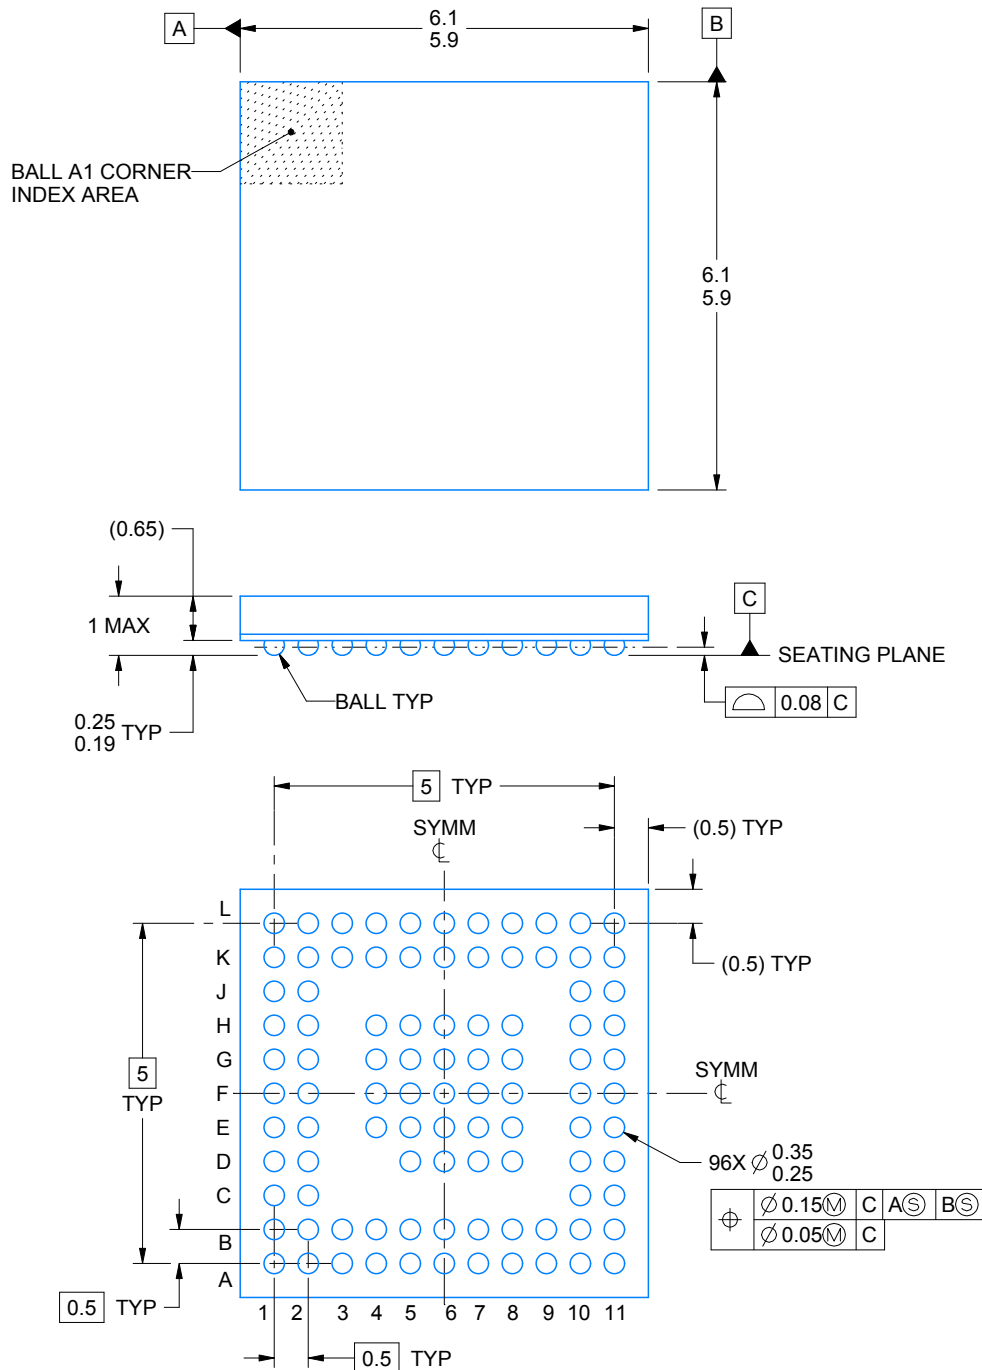 A
6.1
5.9
B
BALL A1 CORNER
INDEX AREA
6.1
5.9
(0.65)
1 MAX
C
SEATING PLANE
BALL TYP
0.08 C
0.25
0.19 TYP
5 TYP
SYMM
(0.5) TYP
L
K
(0.5) TYP
J
H
G
SYMM
5
TYP
F
E
96X ⌀ 0.35
0.25
D
C
⌀ 0.15Ⓜ C AⓈ BⓈ
⌀ 0.05Ⓜ C
B
A
0.5 TYP
1 2 3 4 5 6 7 8 9 10 11
0.5 TYP